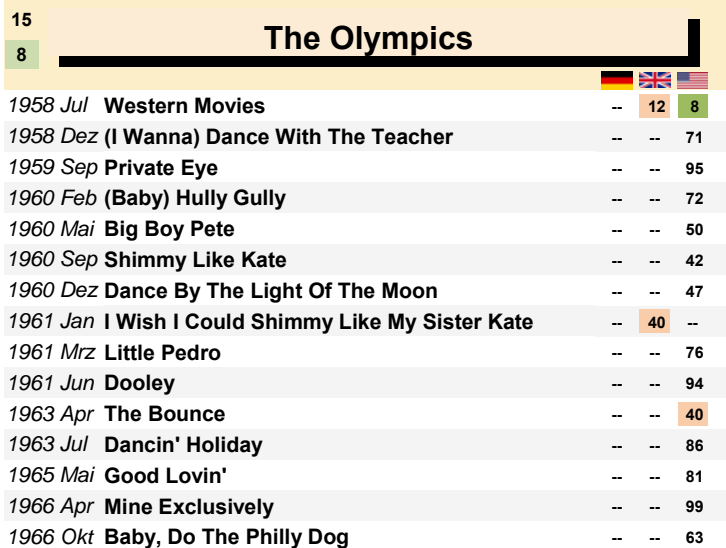 15
The Olympics
8
1958 Jul Western Movies -- 12 8
1958 Dez (I Wanna) Dance With The Teacher -- -- 71
1959 Sep Private Eye -- -- 95
1960 Feb (Baby) Hully Gully -- -- 72
1960 Mai Big Boy Pete -- -- 50
1960 Sep Shimmy Like Kate -- -- 42
1960 Dez Dance By The Light Of The Moon -- -- 47
1961 Jan I Wish I Could Shimmy Like My Sister Kate -- 40 --
1961 Mrz Little Pedro -- -- 76
1961 Jun Dooley -- -- 94
1963 Apr The Bounce -- -- 40
1963 Jul Dancin' Holiday -- -- 86
1965 Mai Good Lovin' -- -- 81
1966 Apr Mine Exclusively -- -- 99
1966 Okt Baby, Do The Philly Dog -- -- 63